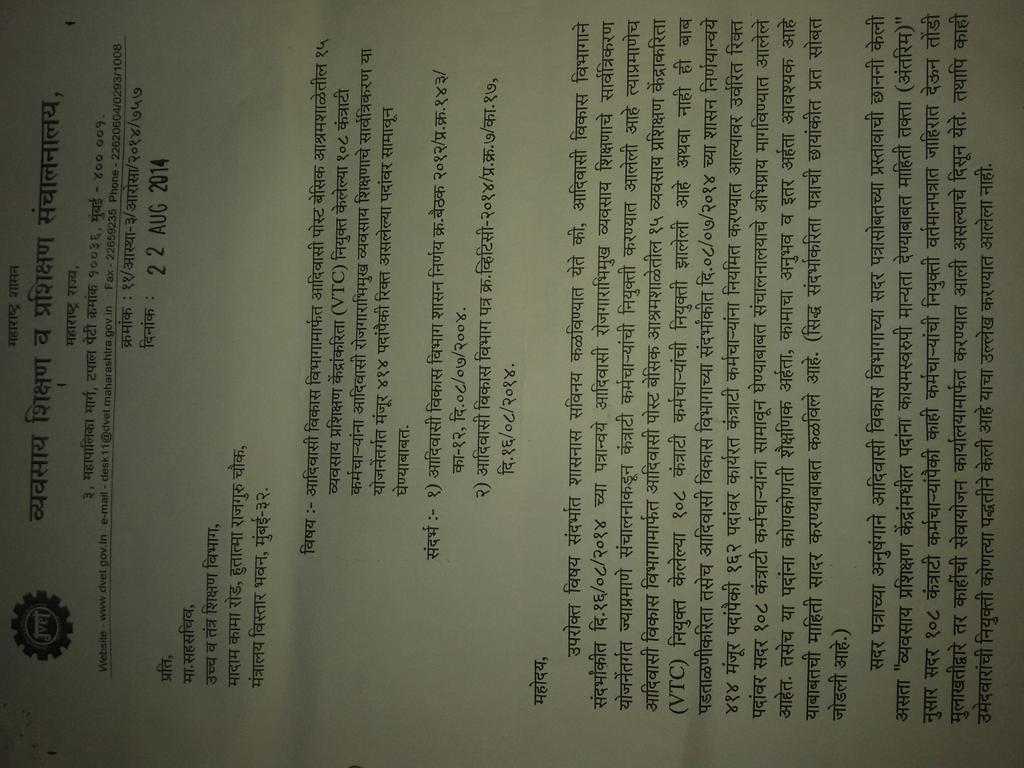 महाराष्ट्र शासन
व्यवसाय शिक्षण व प्रशिक्षण संचालनालय,
महाराष्ट्र राज्य,
३, महापालिका मार्ग, टपाल पेटी क्रमांक १००३६, मुंबई - ४०० ००१.
Website - www.dvet.gov.in e-mail - desk11@dvet.maharashtra.gov.in Fax - 22659235 Phone - 22620604/0293/1008
क्रमांक : ११/आस्था-३/आरोसा/२०१४/७५७
दिनांक : 22 AUG 2014
प्रति,
मा.सहसचिव,
उच्च व तंत्र शिक्षण विभाग,
मादाम कामा रोड, हुतात्मा राजगुरु चौक,
मंत्रालय विस्तार भवन, मुंबई-३२.
विषय :- आदिवासी विकास विभागामार्फत आदिवासी पोस्ट बेसिक आश्रमशाळेतील १५
व्यवसाय प्रशिक्षण केंद्रांकरिता (VTC) नियुक्त केलेल्या १०८ कंत्राटी
कर्मचाऱ्यांना आदिवासी रोजगाराभिमुख व्यवसाय शिक्षणाचे सार्वत्रिकरण या
योजनेंतर्गात मंजूर ४१४ पदांपैकी रिक्त असलेल्या पदांवर सामावून
घेण्याबाबत.
संदर्भ :- १) आदिवासी विकास विभाग शासन निर्णय क्र.बैठक २०१२/प्र.क्र.१४३/
का-१२, दि.०८/०७/२००४.
२) आदिवासी विकास विभाग पत्र क्र.व्हिटिसी-२०१४/प्र.क्र.७/का.१७,
दि.१६/०८/२०१४.
महोदय,
उपरोक्त विषय संदर्भात शासनास सविनय कळविण्यात येते की, आदिवासी विकास विभागाने
संदर्भांकीत दि.१६/०८/२०१४ च्या पत्रान्वये आदिवासी रोजगाराभिमुख व्यवसाय शिक्षणाचे सार्वत्रिकरण
योजनेंतर्गत ज्याप्रमाणे संचालनाकडून कंत्राटी कर्मचाऱ्यांची नियुक्ती करण्यात आलेली आहे त्याप्रमाणेच
आदिवासी विकास विभागामार्फत आदिवासी पोस्ट बेसिक आश्रमशाळेतील १५ व्यवसाय प्रशिक्षण केंद्राकरिता
(VTC) नियुक्त केलेल्या १०८ कंत्राटी कर्मचाऱ्यांची नियुक्ती झालेली आहे अथवा नाही ही बाब
पडताळणीकरिता तसेच आदिवासी विकास विभागाच्या संदर्भांकीत दि.०८/०७/२०१४ च्या शासन निर्णयान्वये
४१४ मंजूर पदांपैकी १६२ पदांवर कार्यरत कंत्राटी कर्मचाऱ्यांना नियमित करण्यात आल्यावर उर्वरित रिक्त
पदांवर सदर १०८ कंत्राटी कर्मचाऱ्यांना सामावून घेण्याबाबत संचालनालयाचे अभिप्राय मागविण्यात आलेले
आहेत. तसेच या पदांना कोणकोणती शैक्षणिक अर्हता, कामाचा अनुभव व इतर अर्हता आवश्यक आहे
याबाबतची माहिती सादर करण्याबाबत कळविले आहे. (सिद्ध संदर्भाकरिता पत्राची छायांकीत प्रत सोबत
जोडली आहे.)
सदर पत्राच्या अनुषंगाने आदिवासी विकास विभागाच्या सदर पत्रासोबतच्या प्रस्तावाची छाननी केली
असता "व्यवसाय प्रशिक्षण केंद्रांमधील पदांना कायमस्वरुपी मान्यता देण्याबाबत माहिती तक्ता (अंतरिम)"
नुसार सदर १०८ कंत्राटी कर्मचाऱ्यांपैकी काही कर्मचाऱ्यांची नियुक्ती वर्तमानपत्रात जाहिरात देऊन तोंडी
मुलाखतीद्वारे तर काहींची सेवायोजन कार्यालयामार्फत करण्यात आली असल्याचे दिसून येते. तथापि काही
उमेदवारांची नियुक्ती कोणत्या पद्धतीने केली आहे याचा उल्लेख करण्यात आलेला नाही.